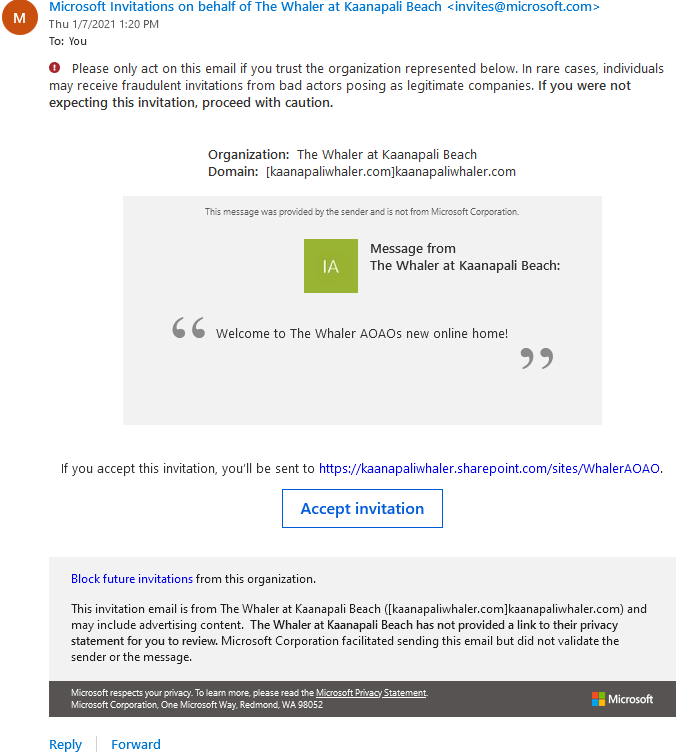 M
Microsoft Invitations on behalf of The Whaler at Kaanapali Beach <invites@microsoft.com>
Thu 1/7/2021 1:20 PM
To: You
Please only act on this email if you trust the organization represented below. In rare cases, individuals
may receive fraudulent invitations from bad actors posing as legitimate companies. If you were not
expecting this invitation, proceed with caution.
Organization: The Whaler at Kaanapali Beach
Domain: [kaanapaliwhaler.com]kaanapaliwhaler.com
This message was provided by the sender and is not from Microsoft Corporation.
IA
Message from
The Whaler at Kaanapali Beach:
“ Welcome to The Whaler AOAOs new online home!
”
If you accept this invitation, you'll be sent to https://kaanapaliwhaler.sharepoint.com/sites/WhalerAOAO.
Accept invitation
Block future invitations from this organization.
This invitation email is from The Whaler at Kaanapali Beach ([kaanapaliwhaler.com]kaanapaliwhaler.com) and
may include advertising content. The Whaler at Kaanapali Beach has not provided a link to their privacy
statement for you to review. Microsoft Corporation facilitated sending this email but did not validate the
sender or the message.
Microsoft respects your privacy. To learn more, please read the Microsoft Privacy Statement.
Microsoft Corporation, One Microsoft Way, Redmond, WA 98052
Microsoft
Reply | Forward